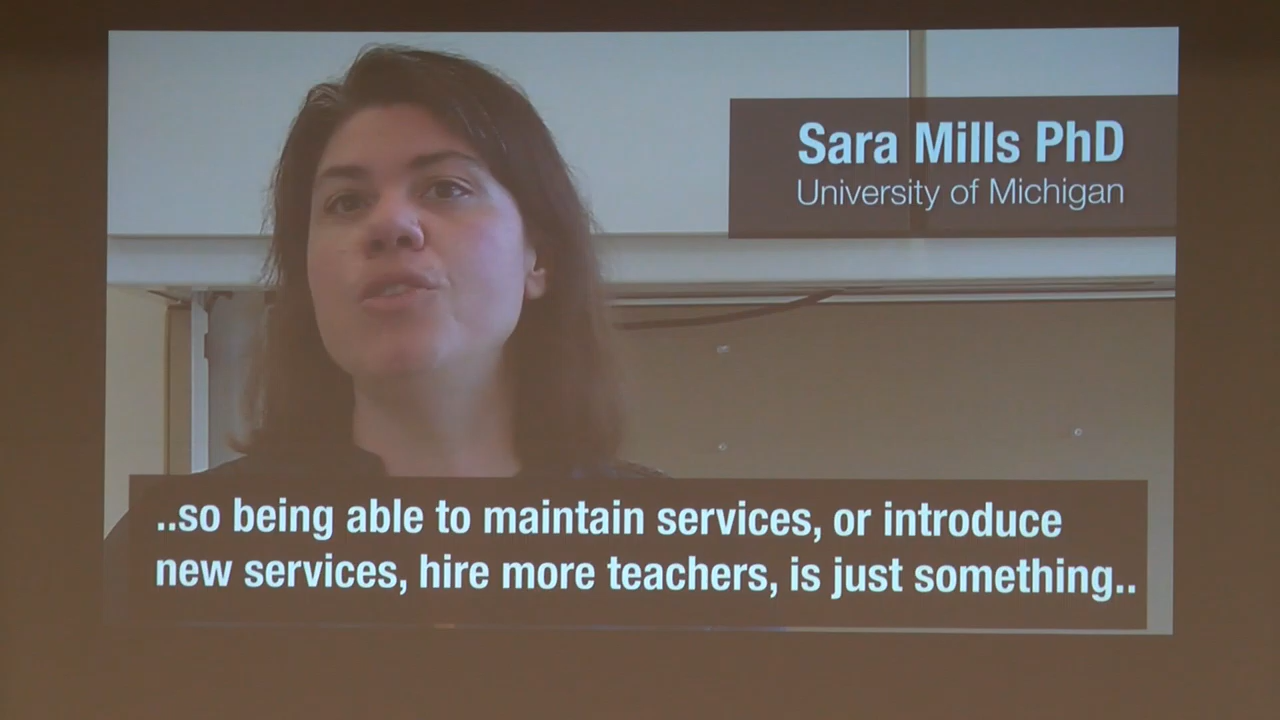 Sara Mills PhD
University of Michigan
..so being able to maintain services, or introduce
new services, hire more teachers, is just something..